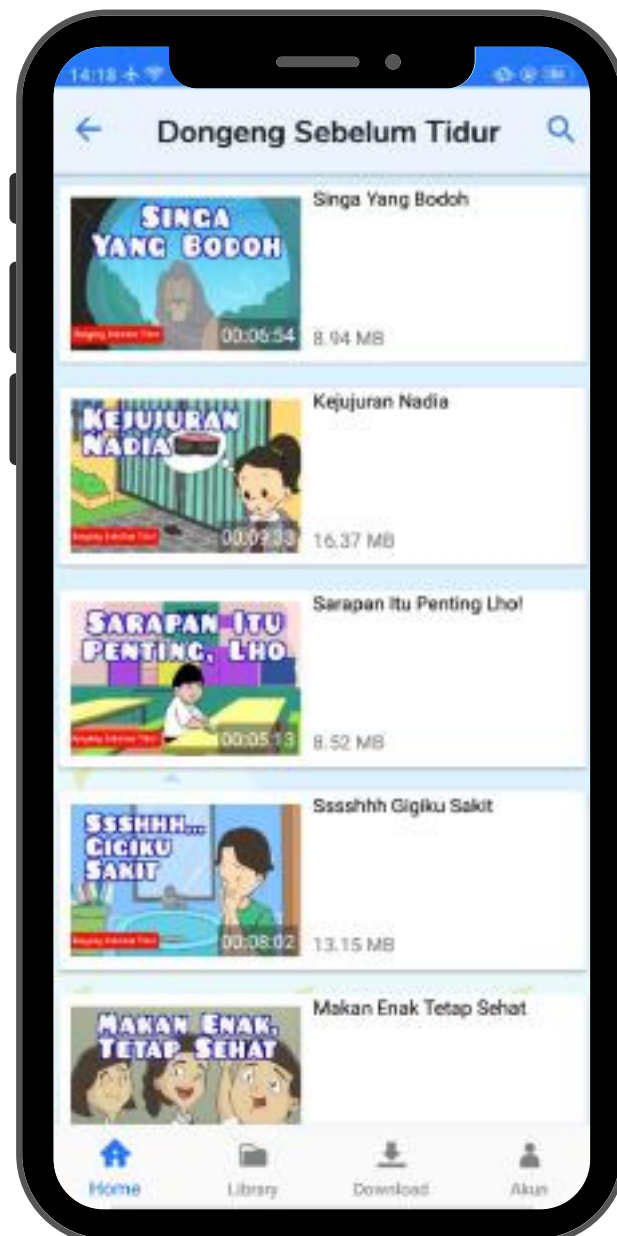 14:18
Dongeng Sebelum Tidur
SINGA
YANG BODOH
00:06:54
Singa Yang Bodoh
8.94 MB
KEJUJURAN
NADIA
00:09:33
Kejujuran Nadia
16.37 MB
SARAPAN ITU
PENTING, LHO
00:05:13
Sarapan Itu Penting Lho!
8.52 MB
SSSHHH...
GIGIKU
SAKIT
00:08:02
Sssshhh Gigiku Sakit
13.15 MB
MAKAN ENAK,
TETAP SEHAT
Makan Enak Tetap Sehat
Home
Library
Download
Akun